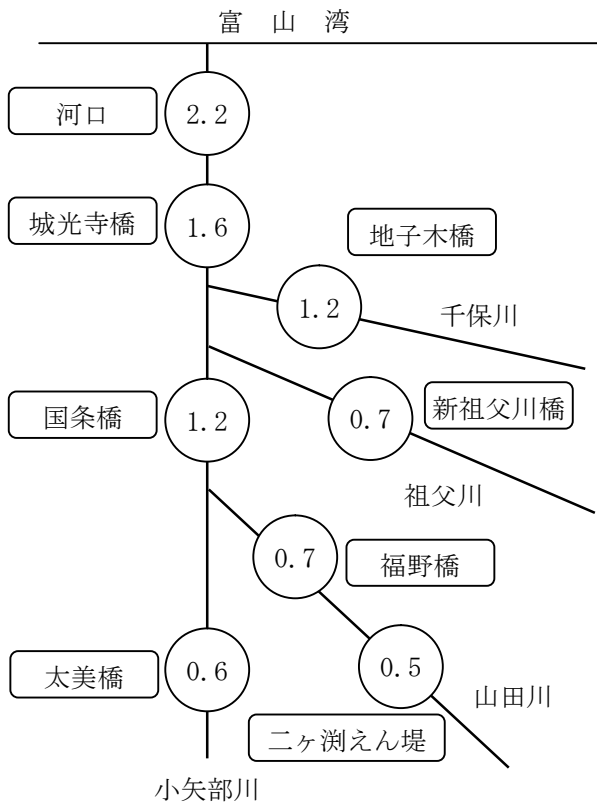 富山湾
河口
2.2
城光寺橋
1.6
地子木橋
1.2
千保川
国条橋
1.2
0.7
新祖父川橋
祖父川
0.7
福野橋
太美橋
0.6
0.5
山田川
二ヶ渕えん堤
小矢部川